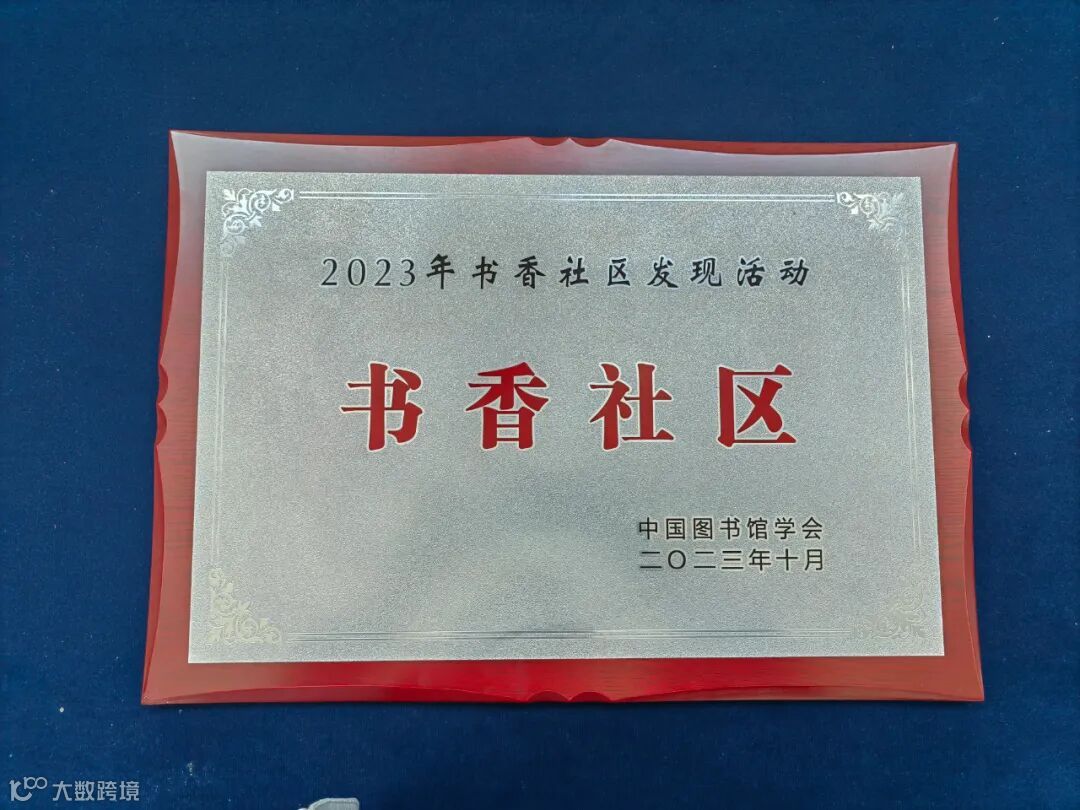 2023年书香社区发现活动
书香社区
中国图书馆学会
二〇二三年十月
大数跨境